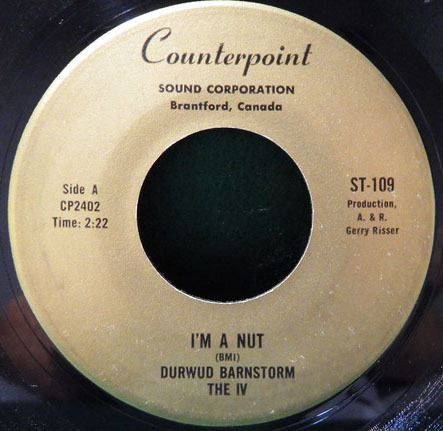 Counterpoint
SOUND CORPORATION
Brantford, Canada
Side A
CP2402
Time: 2:22
ST-109
Production,
A. & R.
Gerry Risser
I'M A NUT
(BMI)
DURWUD BARNSTORM
THE IV